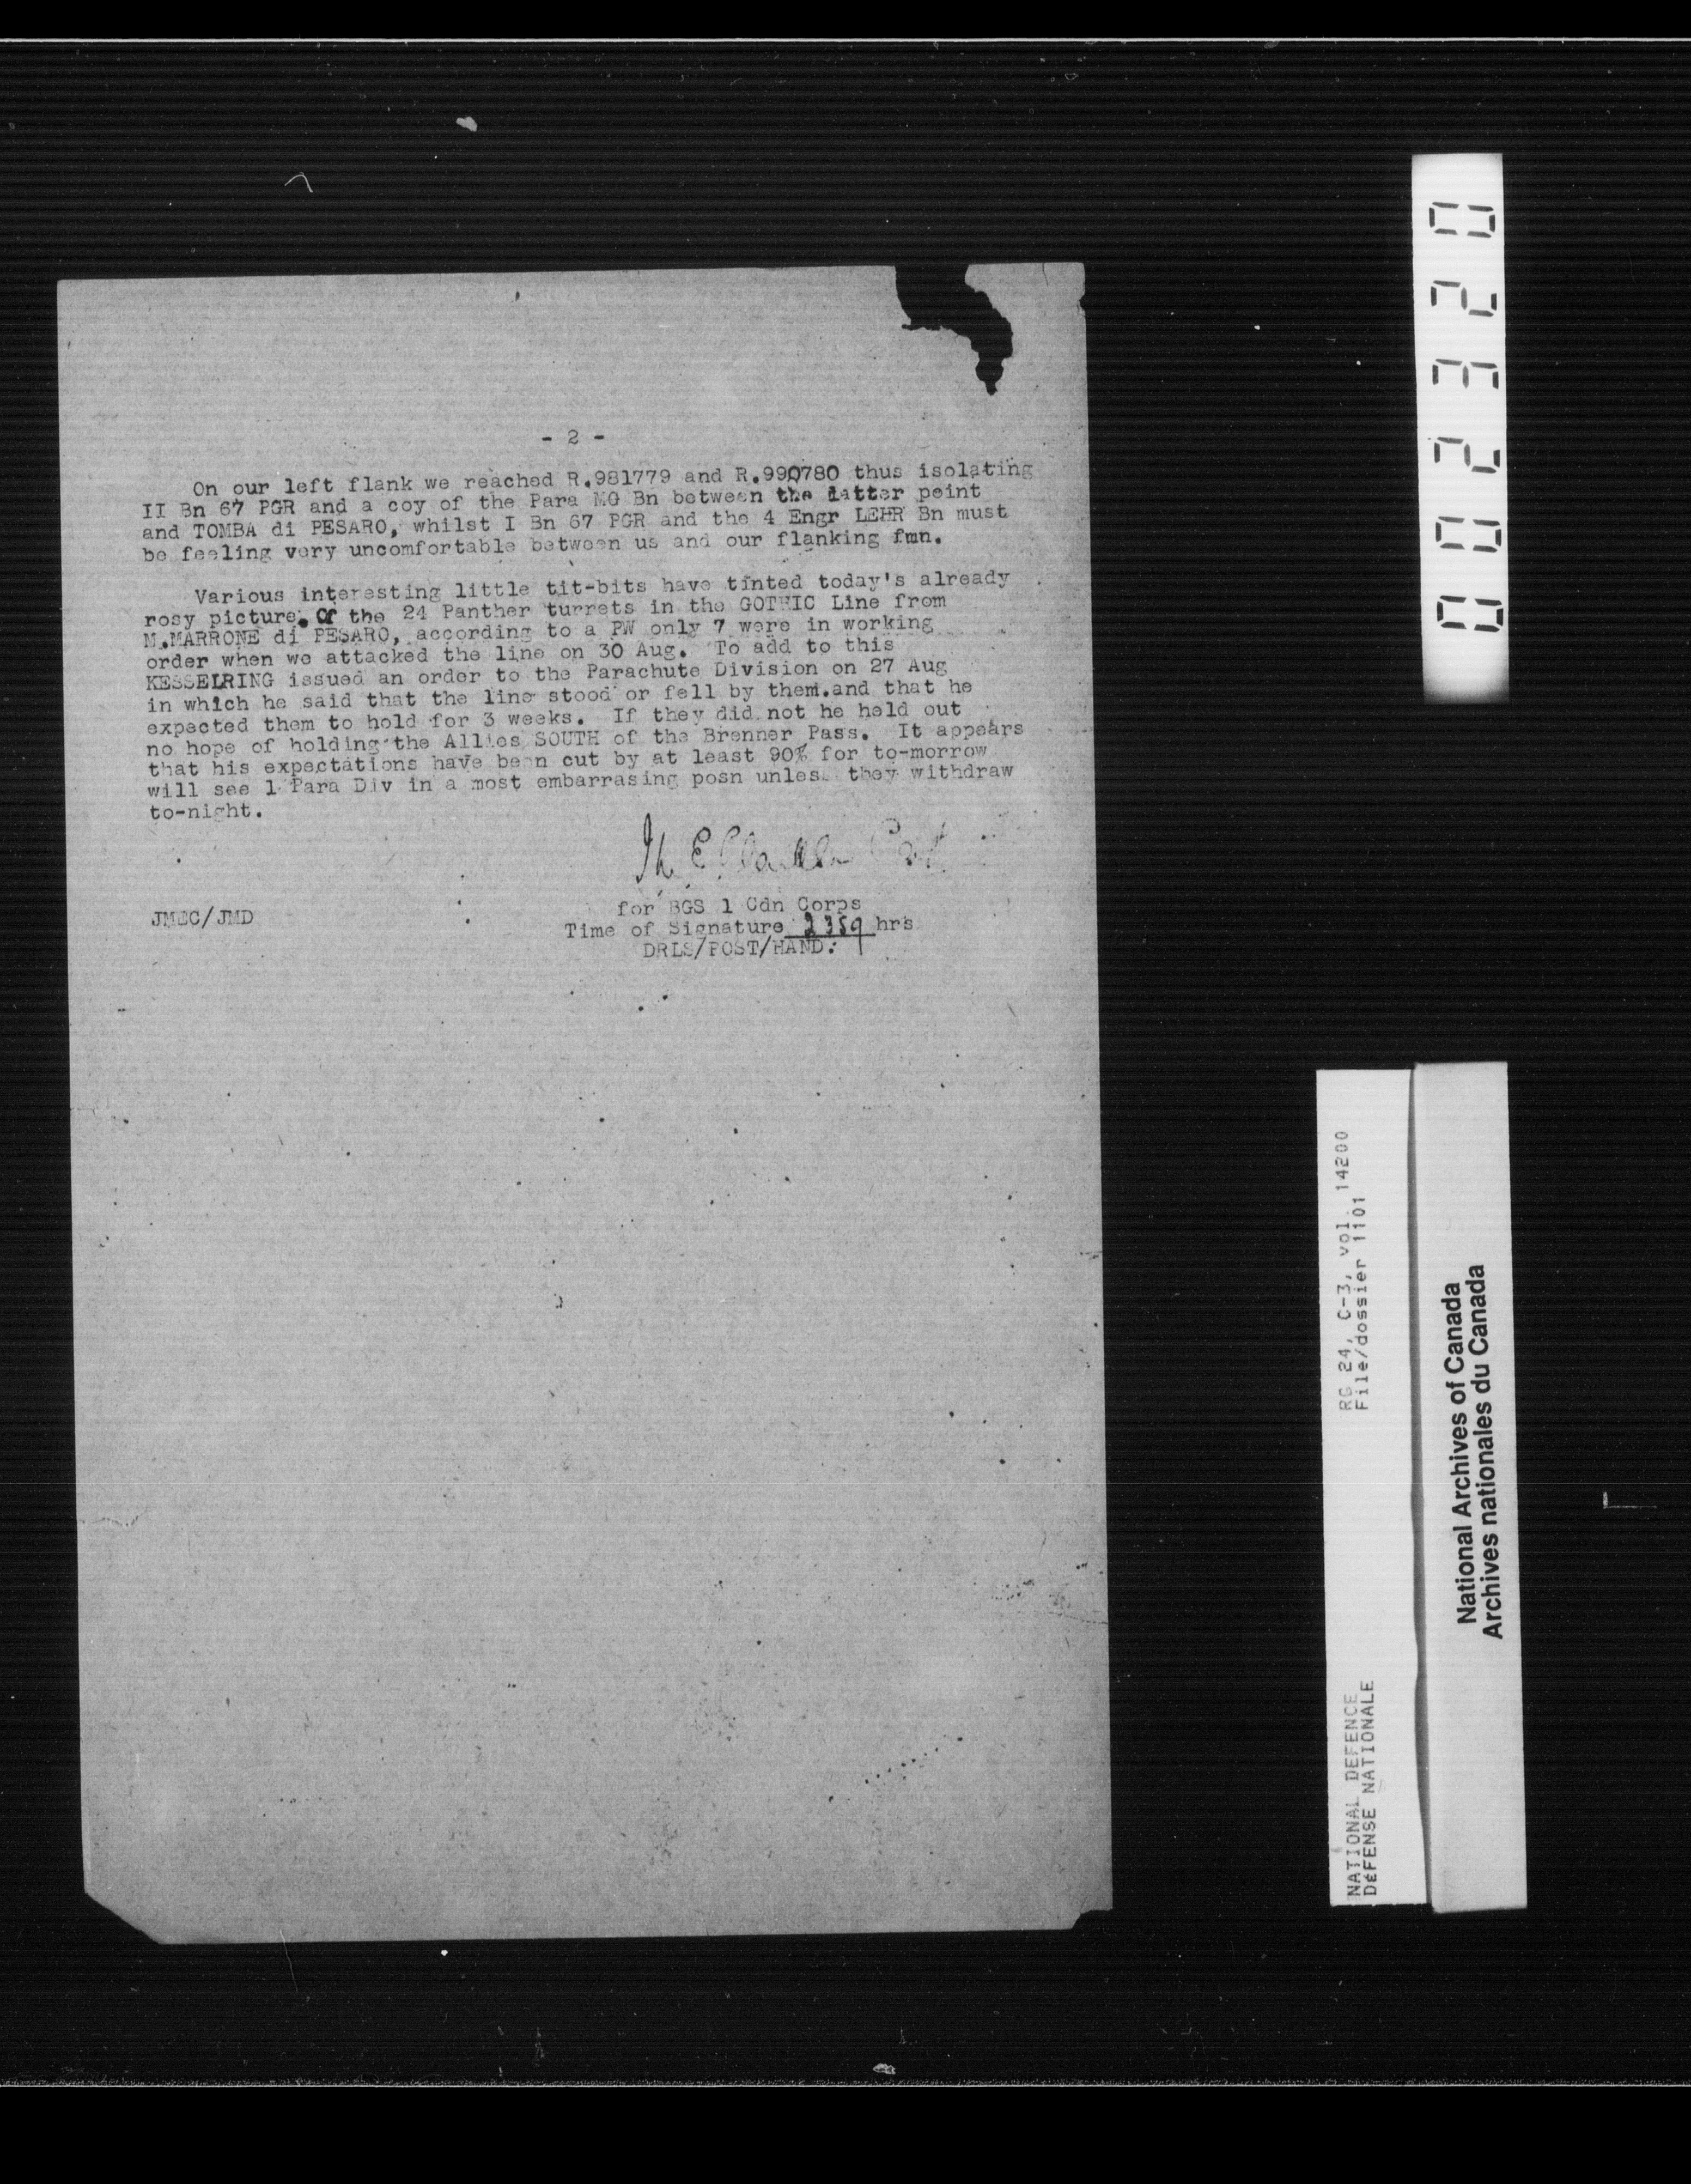 - 2 -
On our left flank we reached R.981779 and R.990780 thus isolating
II Bn 67 PGR and a coy of the Para MG Bn between the latter point
and TOMBA di PESARO, whilst I Bn 67 PGR and the 4 Engr LEHR Bn must
be feeling very uncomfortable between us and our flanking fmn.
Various interesting little tit-bits have tinted today's already
rosy picture. Of the 24 Panther turrets in the GOTHIC Line from
M.MARRONE di PESARO, according to a PW only 7 were in working
order when we attacked the line on 30 Aug. To add to this
KESSELRING issued an order to the Parachute Division on 27 Aug
in which he said that the line stood or fell by them.and that he
expected them to hold for 3 weeks. If they did not he held out
no hope of holding the Allies SOUTH of the Brenner Pass. It appears
that his expectations have been cut by at least 90% for to-morrow
will see 1 Para Div in a most embarrasing posn unless they withdraw
to-night.
for BGS 1 Cdn Corps
JMEC/JMD
Time of Signature 2359 hrs
DRLS/POST/HAND.
0002320
RG 24, C-3, vol. 14200
File/dossier 1101
NATIONAL DEFENCE
DÉFENSE NATIONALE
National Archives of Canada
Archives nationales du Canada